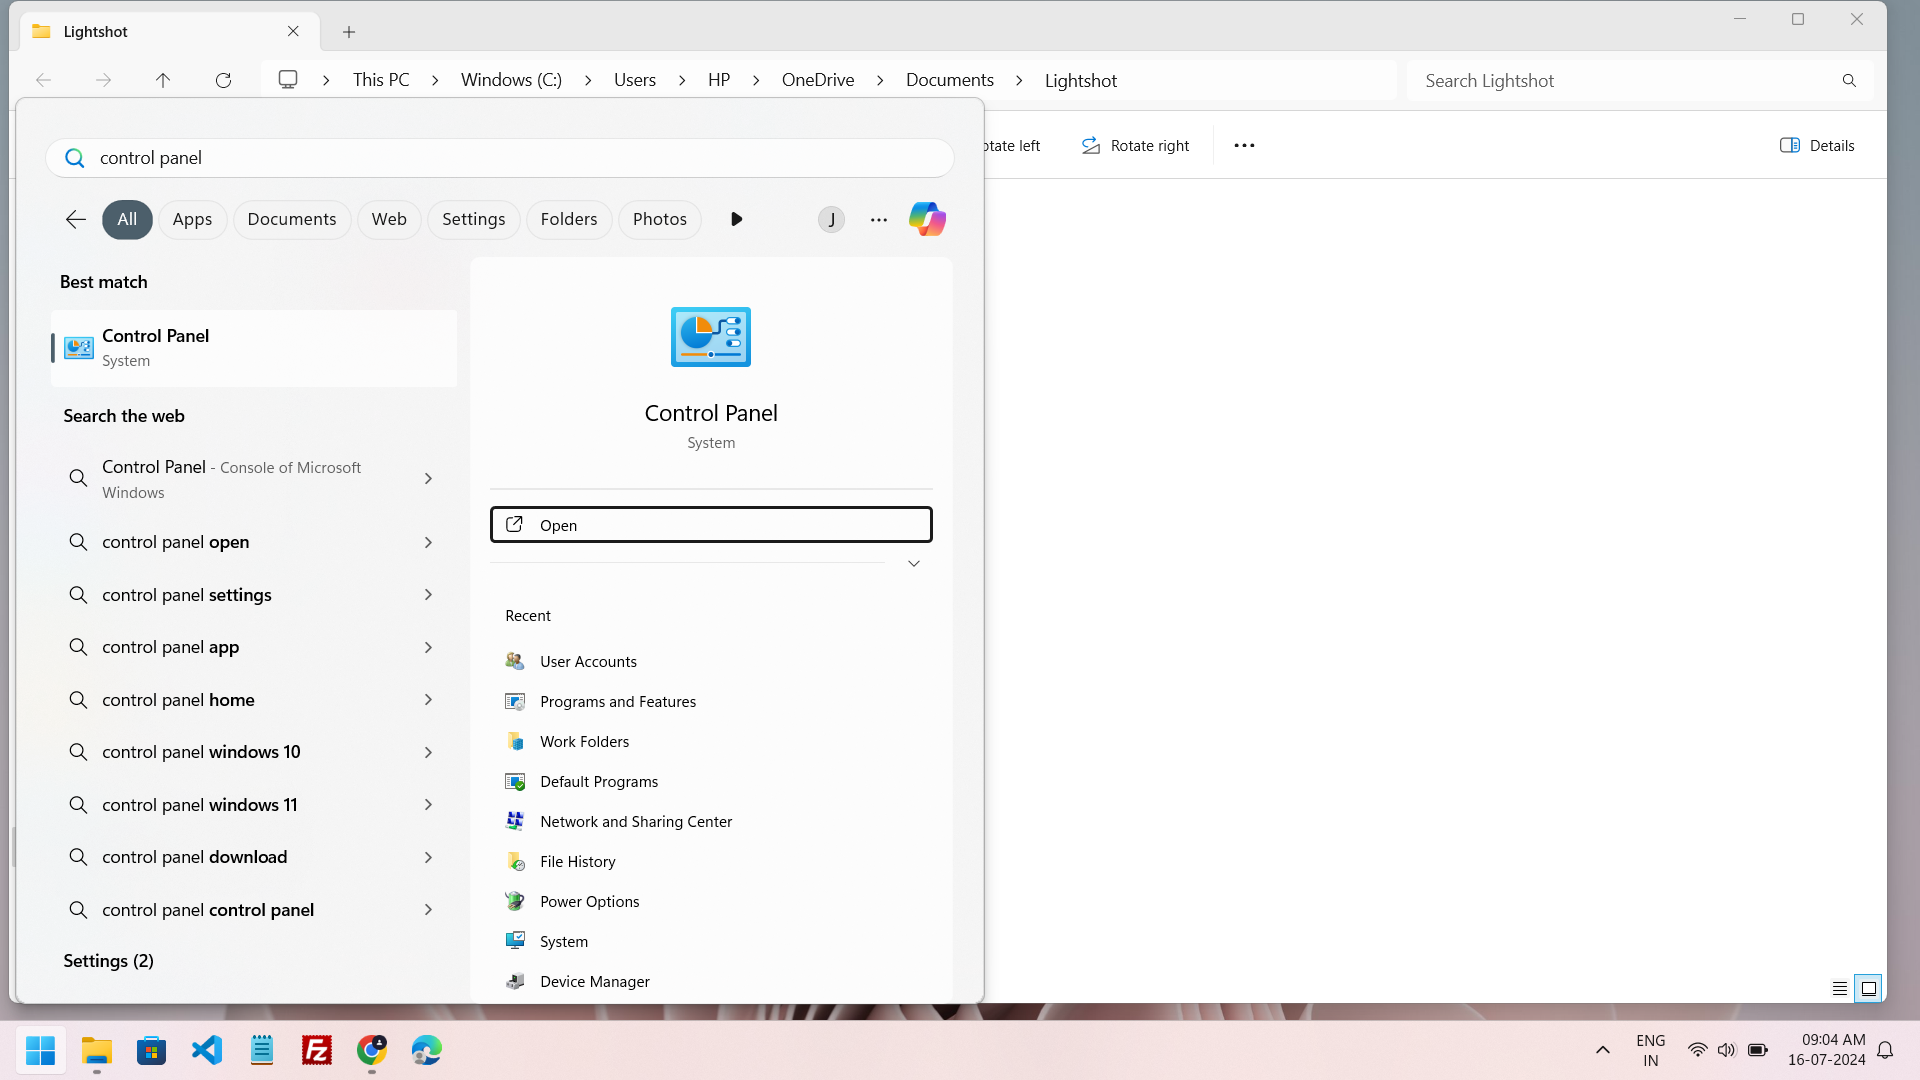 Lightshot
This PC
Windows (C:)
Users
HP
OneDrive
Documents
Lightshot
Search Lightshot
otate left
Rotate right
Details
control panel
All
Apps
Documents
Web
Settings
Folders
Photos
J
Best match
Control Panel
System
Search the web
Control Panel - Console of Microsoft
Windows
control panel open
control panel settings
control panel app
control panel home
control panel windows 10
control panel windows 11
control panel download
control panel control panel
Settings (2)
Control Panel
System
Open
Recent
User Accounts
Programs and Features
Work Folders
Default Programs
Network and Sharing Center
File History
Power Options
System
Device Manager
Fz
ENG
IN
09:04 AM
16-07-2024